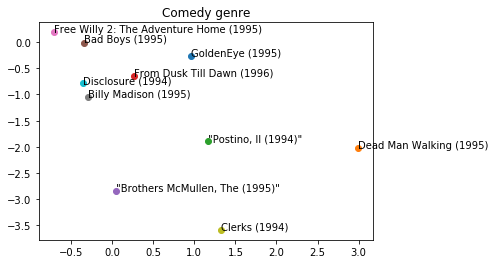 Comedy genre
Free Willy 2: The Adventure Home (1995)
Bad Boys (1995)
GoldenEye (1995)
From Dusk Till Dawn (1996)
Disclosure (1994)
Billy Madison (1995)
"Postino, Il (1994)"
Dead Man Walking (1995)
"Brothers McMullen, The (1995)"
Clerks (1994)
0.0
−0.5
−1.0
−1.5
−2.0
−2.5
−3.0
−3.5
−0.5 0.0 0.5 1.0 1.5 2.0 2.5 3.0